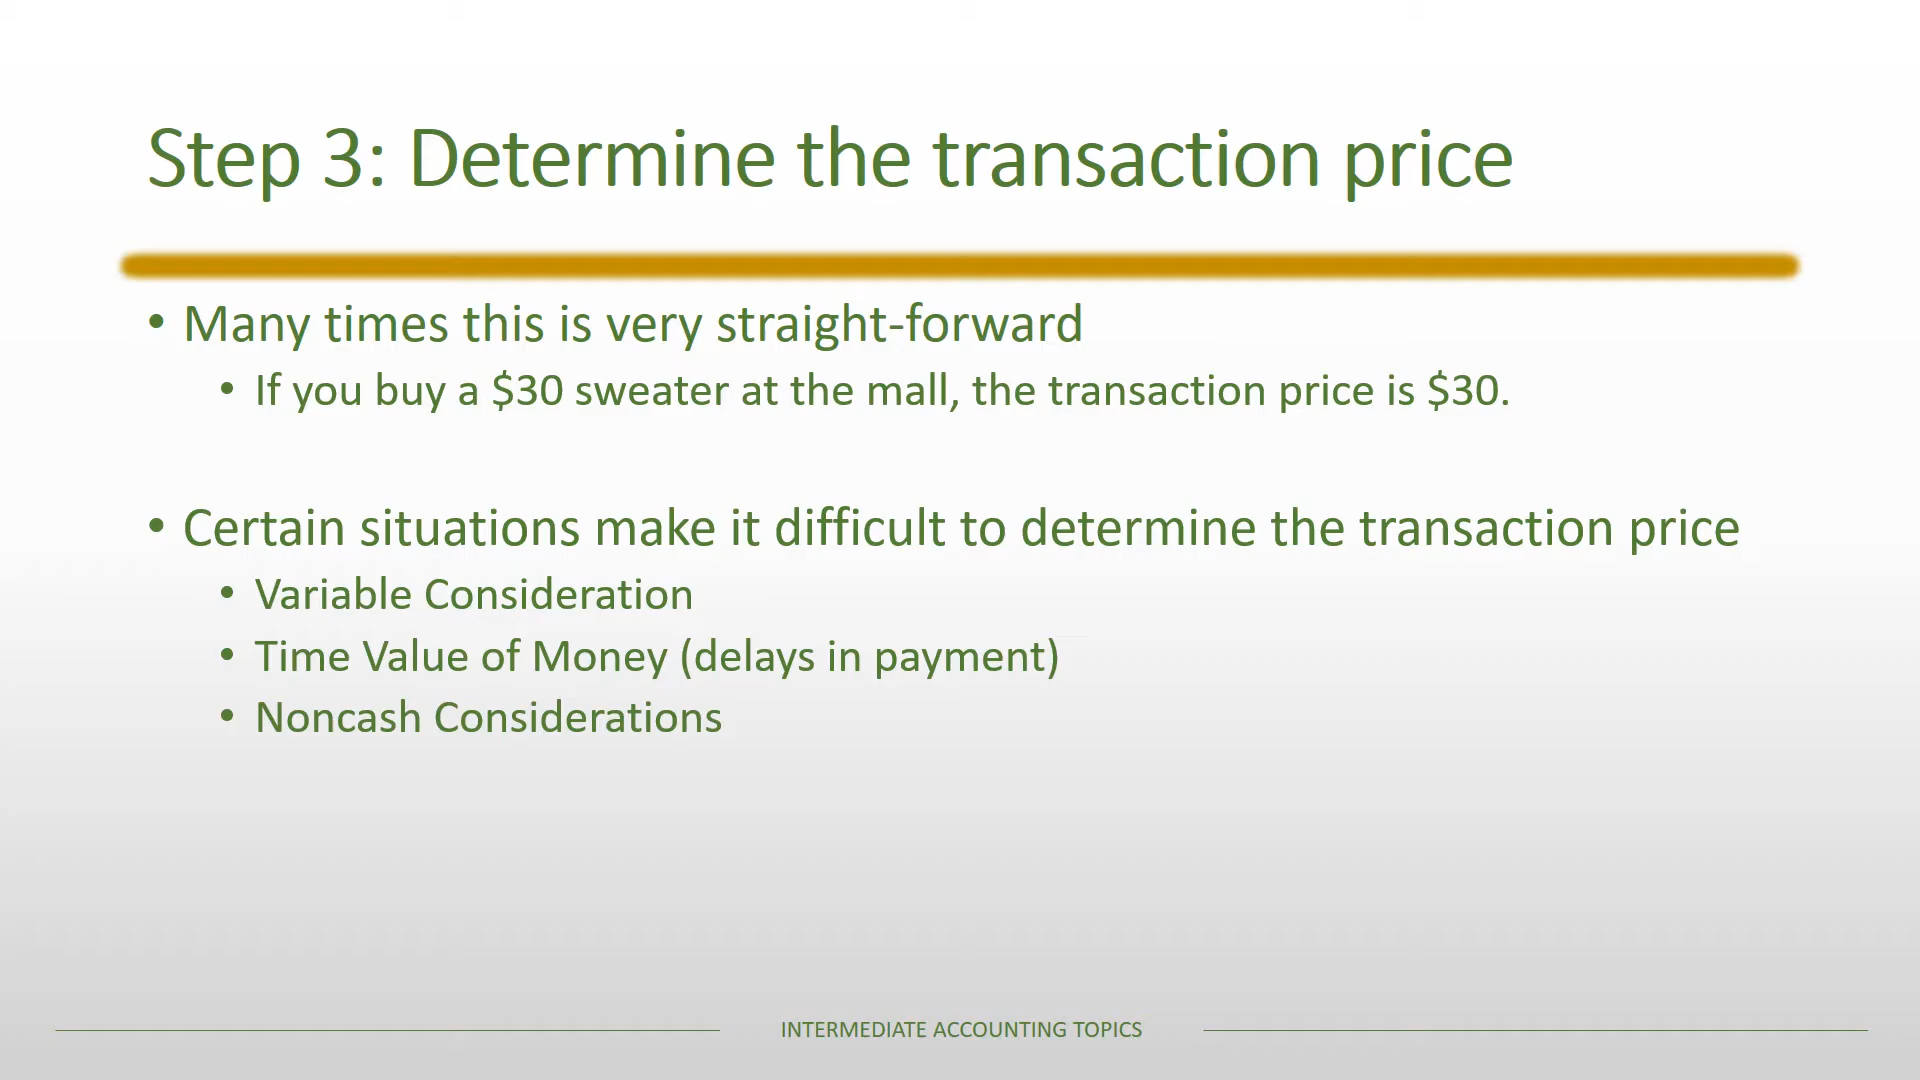 Step 3: Determine the transaction price
• Many times this is very straight-forward
• If you buy a $30 sweater at the mall, the transaction price is $30.
• Certain situations make it difficult to determine the transaction price
• Variable Consideration
• Time Value of Money (delays in payment)
• Noncash Considerations
INTERMEDIATE ACCOUNTING TOPICS